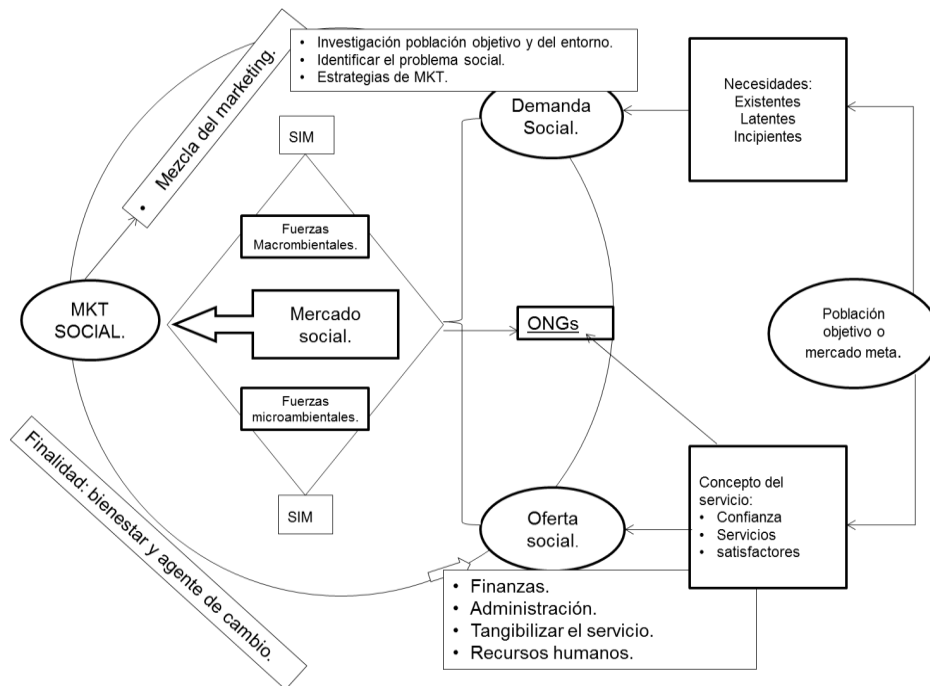 • Mezcla del marketing.
• Investigación población objetivo y del entorno.
• Identificar el problema social.
• Estrategias de MKT.
SIM
Demanda
Social.
Necesidades:
Existentes
Latentes
Incipientes
Fuerzas
Macrombientales.
MKT
SOCIAL.
Mercado
social.
ONGs
Población
objetivo o
mercado meta.
Fuerzas
microambientales.
SIM
Oferta
social.
Concepto del
servicio:
• Confianza
• Servicios
• satisfactores
Finalidad: bienestar y agente de
cambio.
• Finanzas.
• Administración.
• Tangibilizar el servicio.
• Recursos humanos.